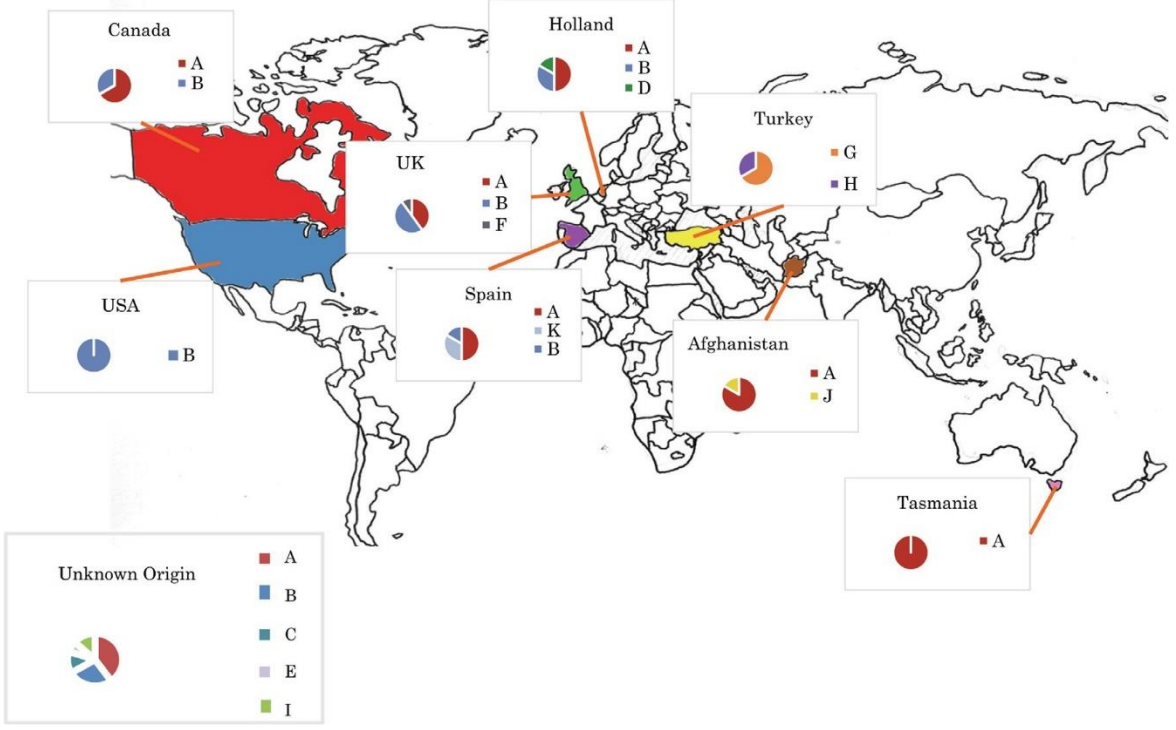 Canada
A
B
Holland
A
B
D
Turkey
G
H
UK
A
B
F
USA
B
Spain
A
K
B
Afghanistan
A
J
Tasmania
A
Unknown Origin
A
B
C
E
I